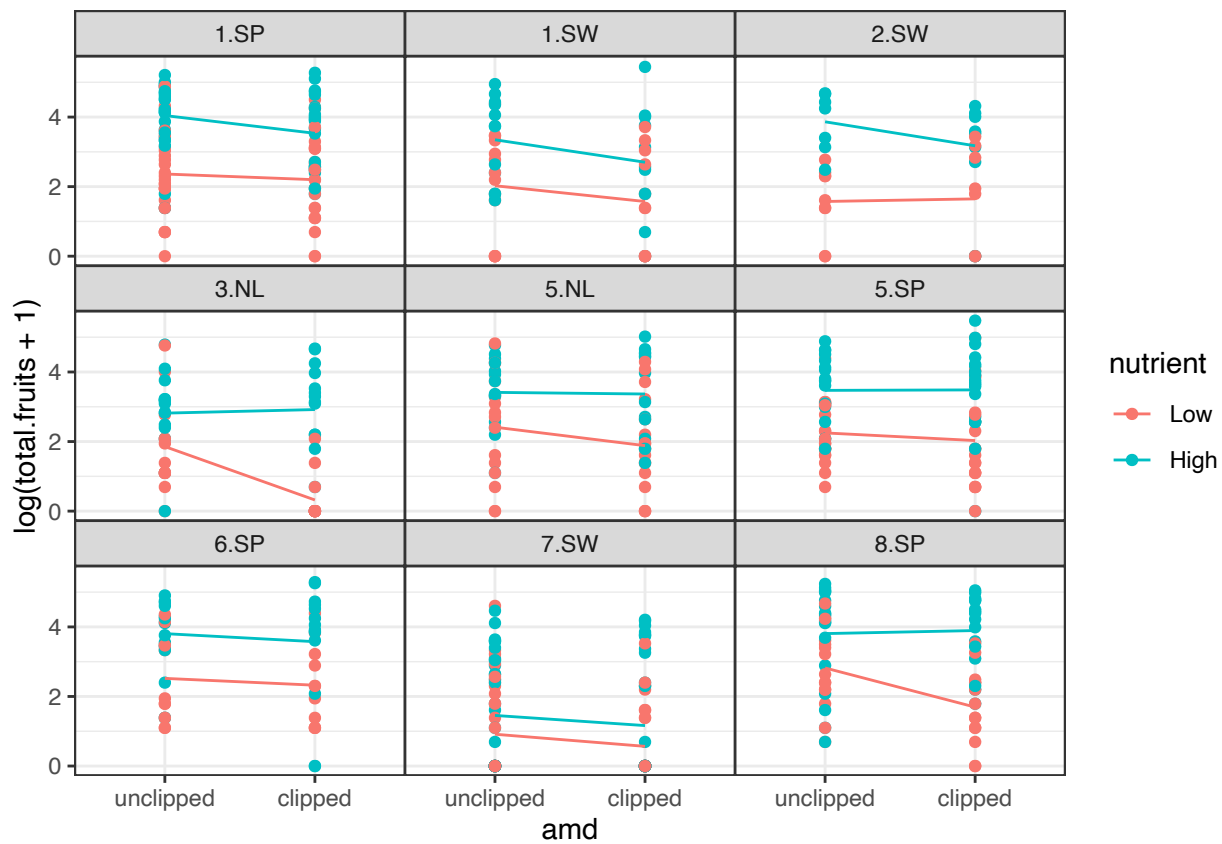 1.SP 1.SW 2.SW
4
2
0
3.NL 5.NL 5.SP
4
2
0
6.SP 7.SW 8.SP
4
2
0
log(total.fruits + 1)
unclipped clipped unclipped clipped unclipped clipped
amd
nutrient
Low
High